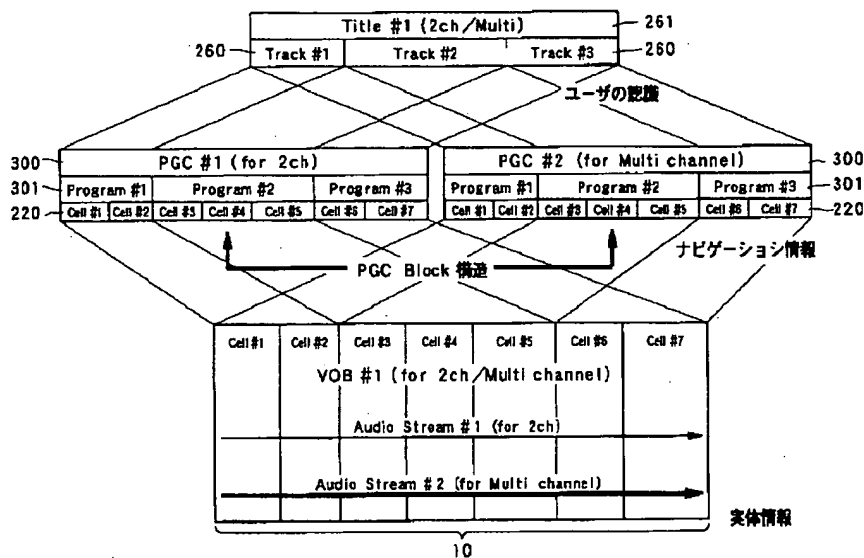 Title #1 (2ch/Multi)
261
260
Track #1
Track #2
Track #3
260
ユーザの認識
300
PGC #1 (for 2ch)
PGC #2 (for Multi channel)
300
301
Program #1
Program #2
Program #3
Program #1
Program #2
Program #3
301
220
Cell #1
Cell #2
Cell #3
Cell #4
Cell #5
Cell #6
Cell #7
Cell #1
Cell #2
Cell #3
Cell #4
Cell #5
Cell #6
Cell #7
220
ナビゲーション情報
PGC Block 構造
Cell #1
Cell #2
Cell #3
Cell #4
Cell #5
Cell #6
Cell #7
VOB #1 (for 2ch/Multi channel)
Audio Stream #1 (for 2ch)
Audio Stream #2 (for Multi channel)
実体情報
10